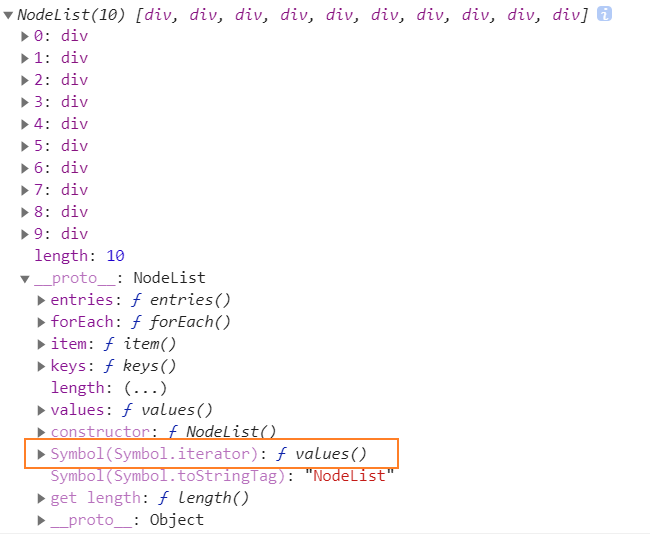 NodeList(10) [div, div, div, div, div, div, div, div, div, div] i
0: div
1: div
2: div
3: div
4: div
5: div
6: div
7: div
8: div
9: div
length: 10
__proto__: NodeList
entries: ƒ entries()
forEach: ƒ forEach()
item: ƒ item()
keys: ƒ keys()
length: (...)
values: ƒ values()
constructor: ƒ NodeList()
Symbol(Symbol.iterator): ƒ values()
Symbol(Symbol.toStringTag): "NodeList"
get length: ƒ length()
__proto__: Object